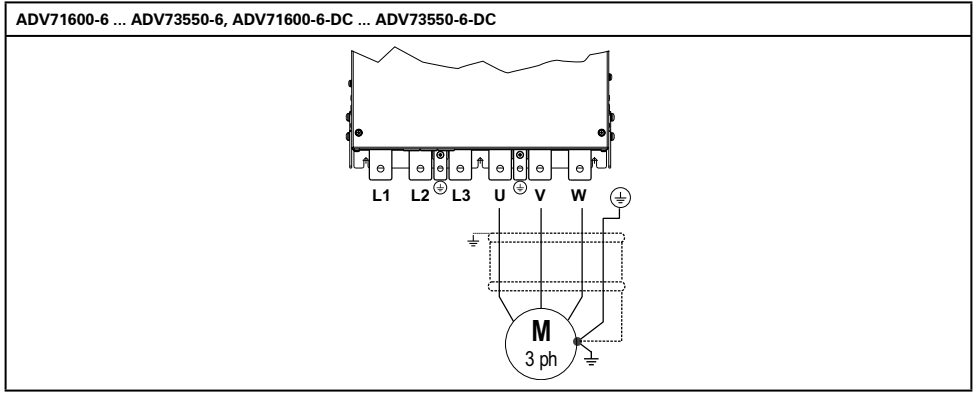 ADV71600-6 ... ADV73550-6, ADV71600-6-DC ... ADV73550-6-DC
L1 L2 L3 U V W
M
3 ph